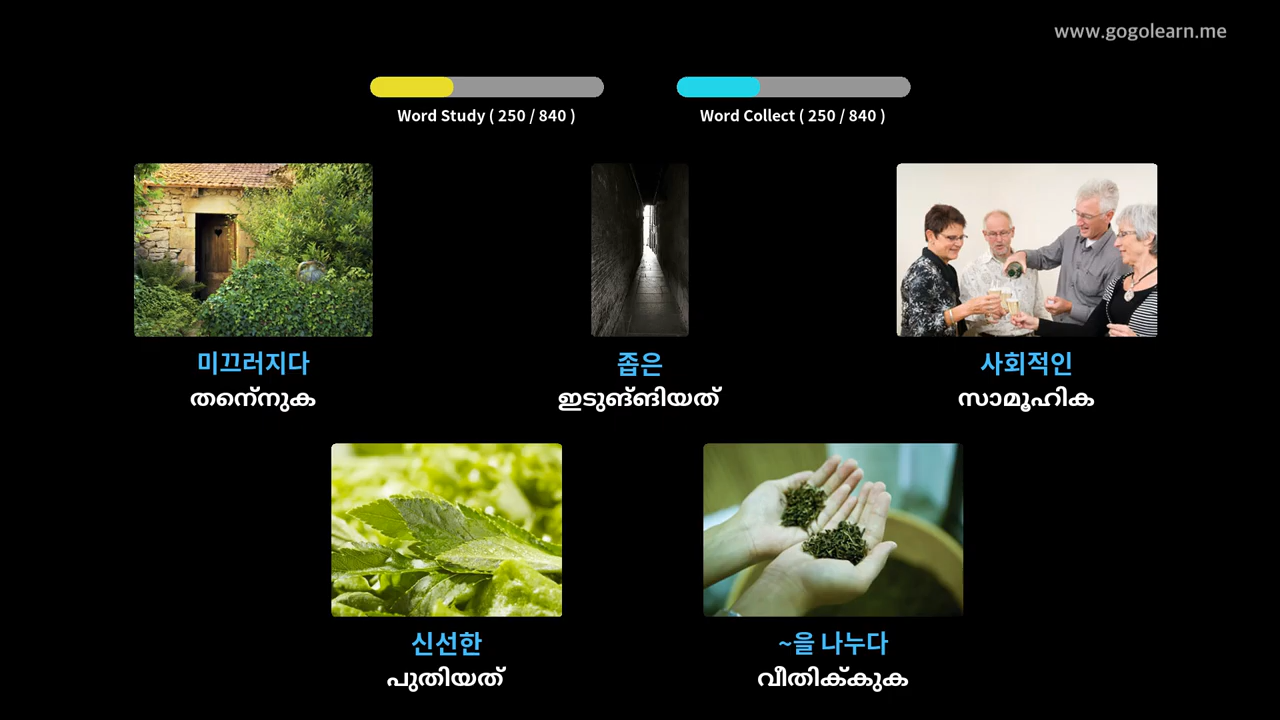 www.gogolearn.me
Word Study ( 250 / 840 )
Word Collect ( 250 / 840 )
미끄러지다
തെന്നുക
좁은
ഇടുങ്ങിയത്
사회적인
സാമൂഹിക
신선한
പുതിയത്
~을 나누다
വീതിക്കുക